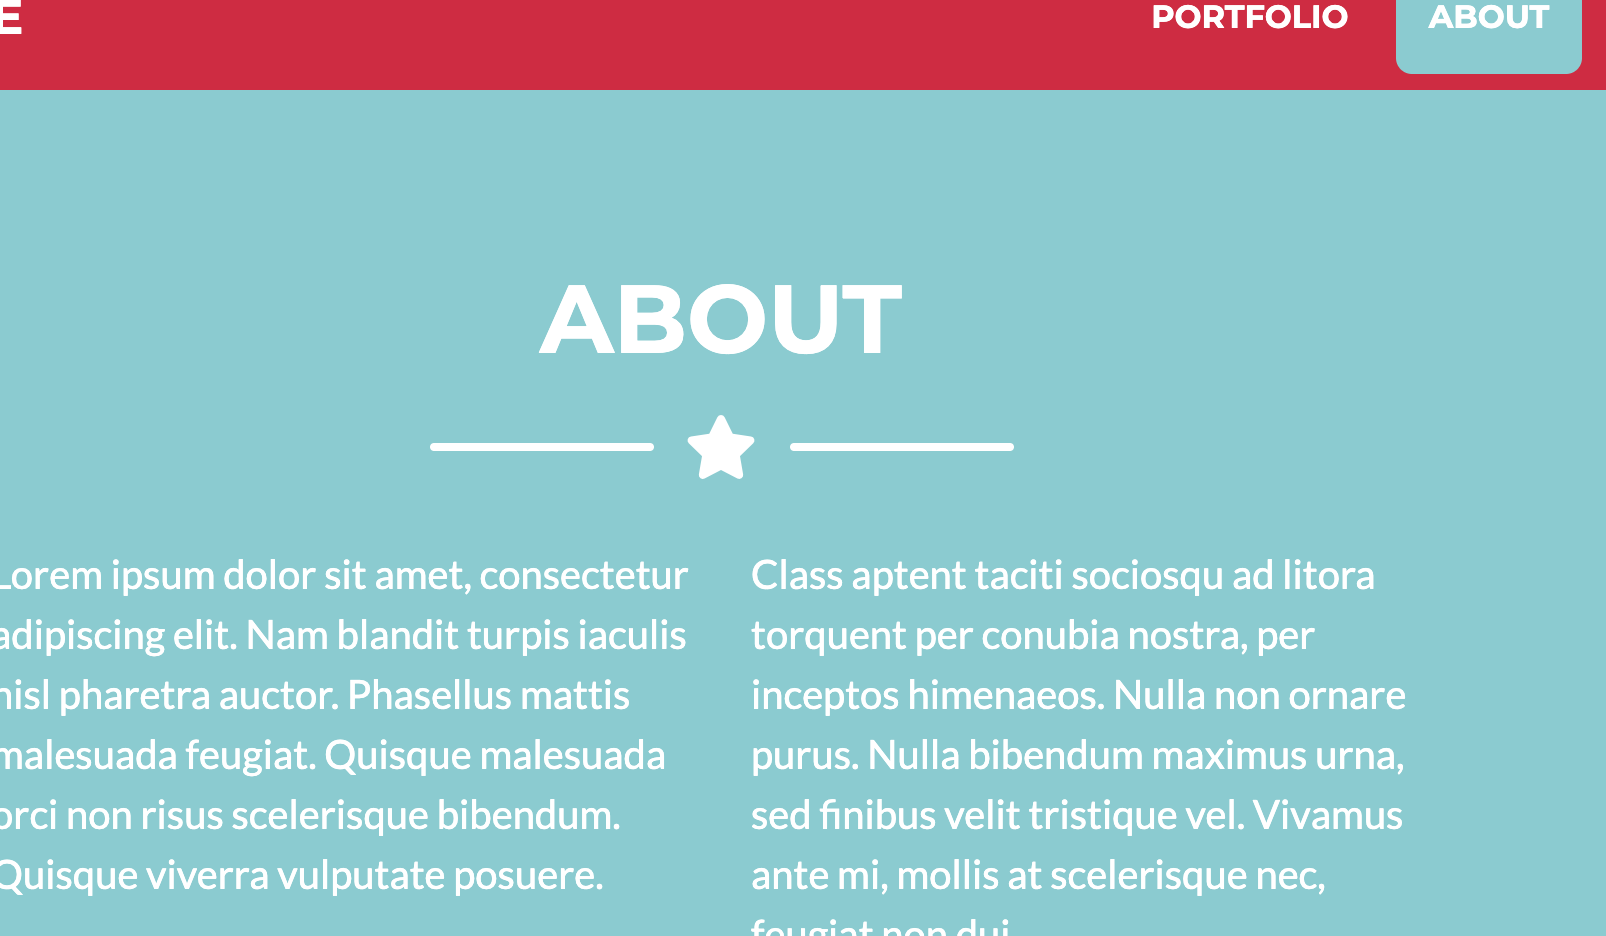 E
PORTFOLIO
ABOUT
ABOUT
Lorem ipsum dolor sit amet, consectetur
adipiscing elit. Nam blandit turpis iaculis
nisl pharetra auctor. Phasellus mattis
malesuada feugiat. Quisque malesuada
orci non risus scelerisque bibendum.
Quisque viverra vulputate posuere.
Class aptent taciti sociosqu ad litora
torquent per conubia nostra, per
inceptos himenaeos. Nulla non ornare
purus. Nulla bibendum maximus urna,
sed finibus velit tristique vel. Vivamus
ante mi, mollis at scelerisque nec,
feugiat non dui